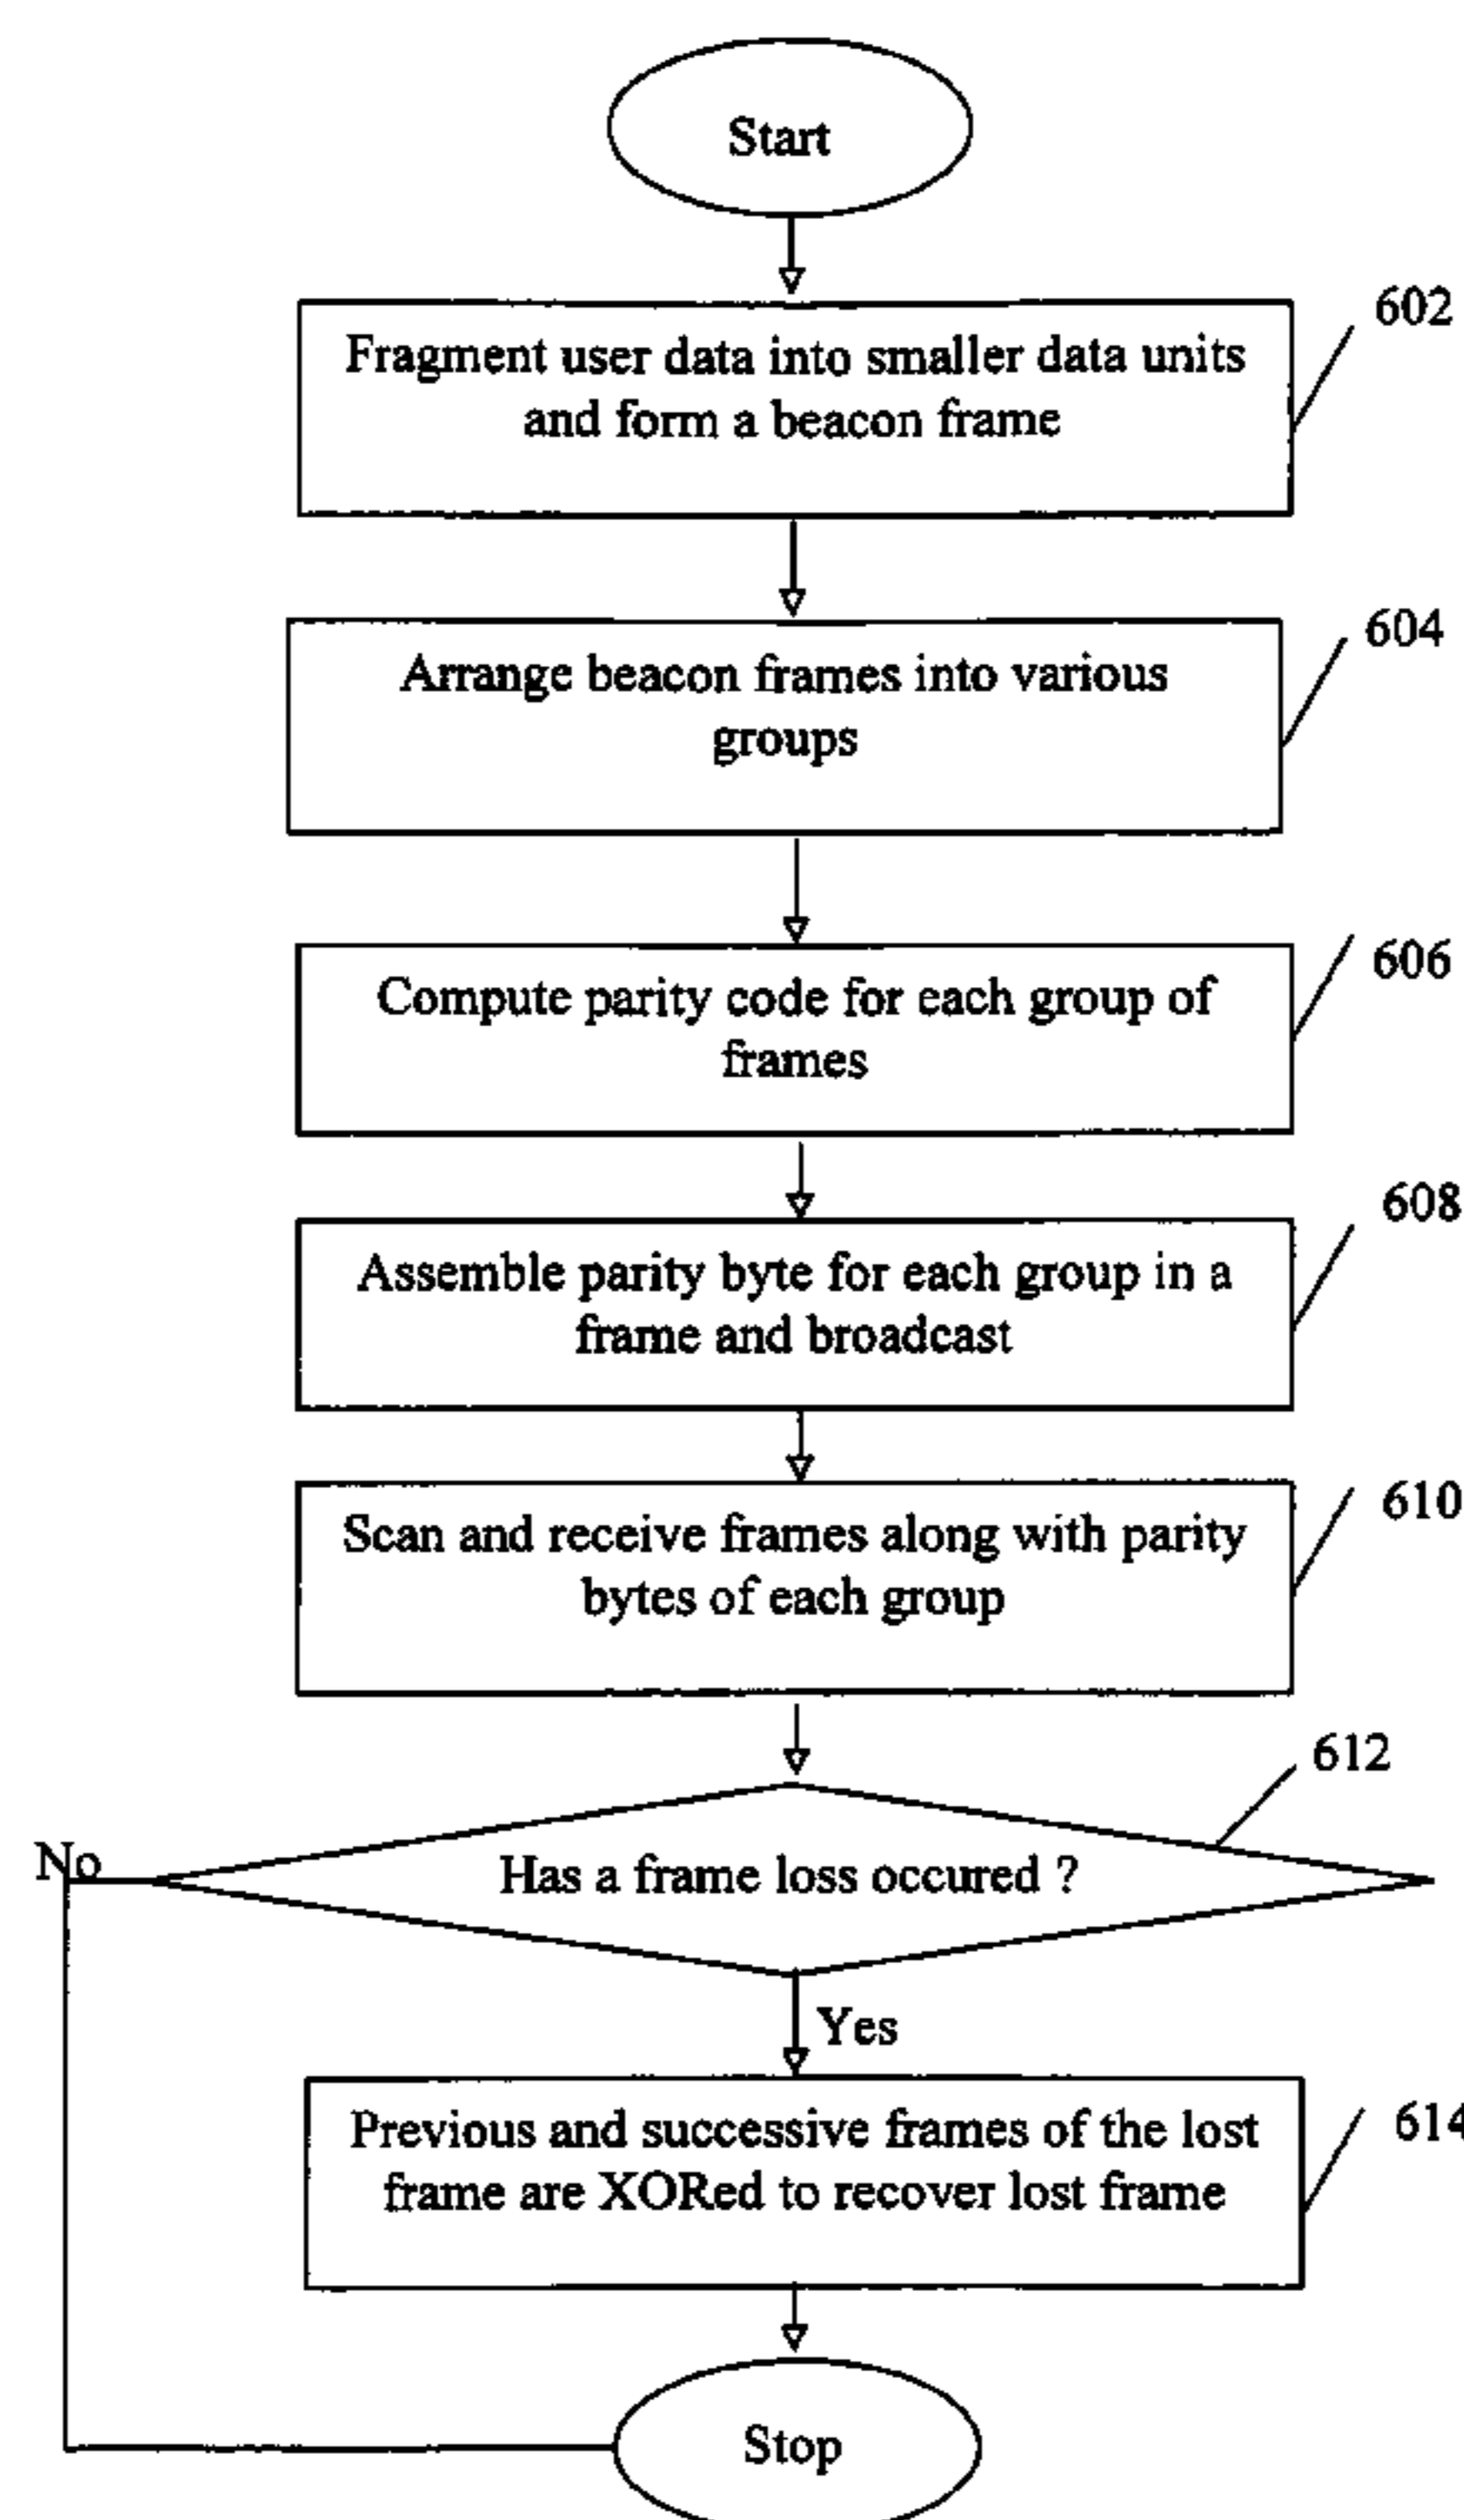 Start
602
Fragment user data into smaller data units
and form a beacon frame
604
Arrange beacon frames into various
groups
606
Compute parity code for each group of
frames
608
Assemble parity byte for each group in a
frame and broadcast
610
Scan and receive frames along with parity
bytes of each group
612
No
Has a frame loss occured ?
Yes
614
Previous and successive frames of the lost
frame are XORed to recover lost frame
Stop